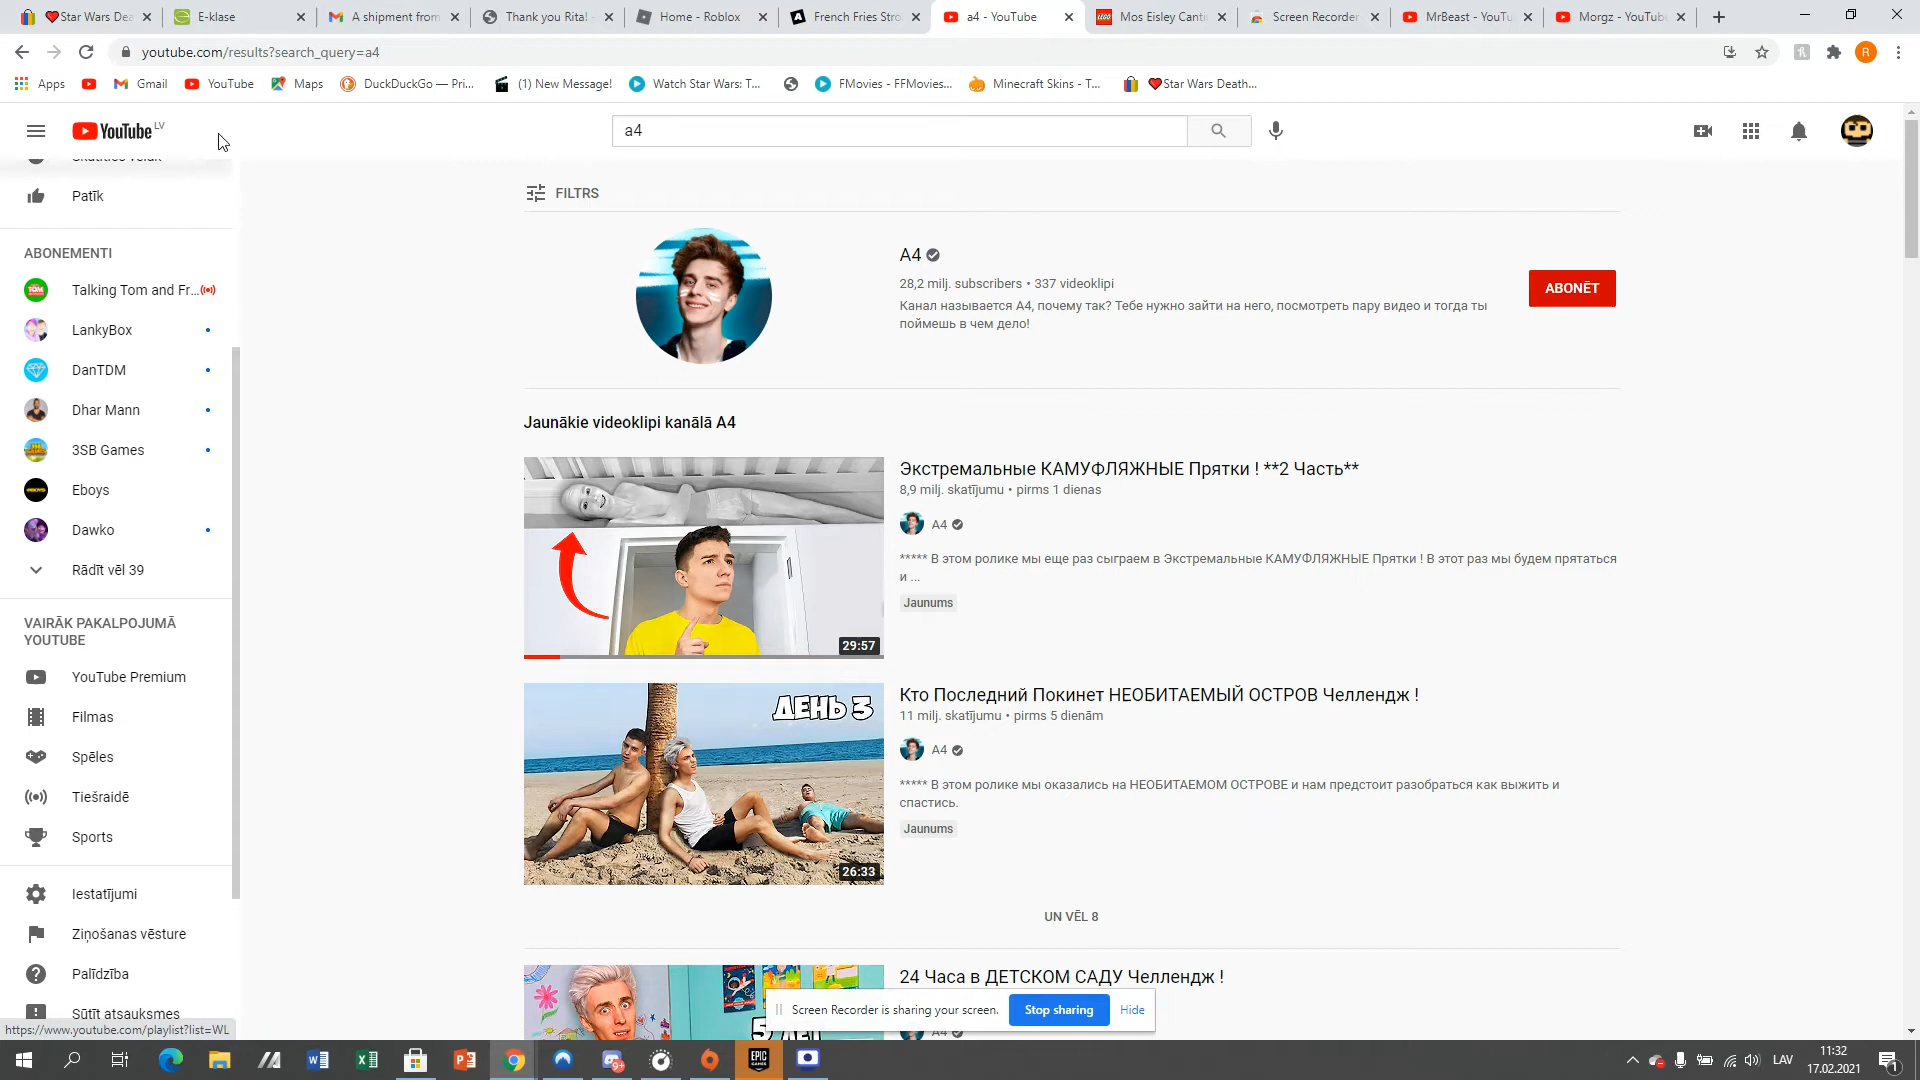 ❤Star Wars Dea
E-klase
A shipment from
Thank you Rita! -
Home - Roblox
French Fries Stro
a4 - YouTube
Mos Eisley Canti
Screen Recorder
MrBeast - YouTu
Morgz - YouTube
youtube.com/results?search_query=a4
R
Apps
Gmail
YouTube
Maps
DuckDuckGo — Pri...
(1) New Message!
Watch Star Wars: T...
FMovies - FFMovies...
Minecraft Skins - T...
❤Star Wars Death...
YouTube LV
a4
Skatīties vēlāk
Patīk
ABONEMENTI
Talking Tom and Fr...
LankyBox
DanTDM
Dhar Mann
3SB Games
Eboys
Dawko
Rādīt vēl 39
VAIRĀK PAKALPOJUMĀ
YOUTUBE
YouTube Premium
Filmas
Spēles
Tiešraidē
Sports
Iestatījumi
Ziņošanas vēsture
Palīdzība
Sūtīt atsauksmes
https://www.youtube.com/playlist?list=WL
FILTRS
A4
28,2 milj. subscribers • 337 videoklipi
Канал называется А4, почему так? Тебе нужно зайти на него, посмотреть пару видео и тогда ты
поймешь в чем дело!
ABONĒT
Jaunākie videoklipi kanālā A4
29:57
Экстремальные КАМУФЛЯЖНЫЕ Прятки ! **2 Часть**
8,9 milj. skatījumu • pirms 1 dienas
A4
***** В этом ролике мы еще раз сыграем в Экстремальные КАМУФЛЯЖНЫЕ Прятки ! В этот раз мы будем прятаться
и ...
Jaunums
ДЕНЬ 3
26:33
Кто Последний Покинет НЕОБИТАЕМЫЙ ОСТРОВ Челлендж !
11 milj. skatījumu • pirms 5 dienām
A4
***** В этом ролике мы оказались на НЕОБИТАЕМОМ ОСТРОВЕ и нам предстоит разобраться как выжить и
спастись.
Jaunums
UN VĒL 8
24 Часа в ДЕТСКОМ САДУ Челлендж !
A4
Screen Recorder is sharing your screen.
Stop sharing
Hide
EPIC
GAMES
LAV
11:32
17.02.2021
1